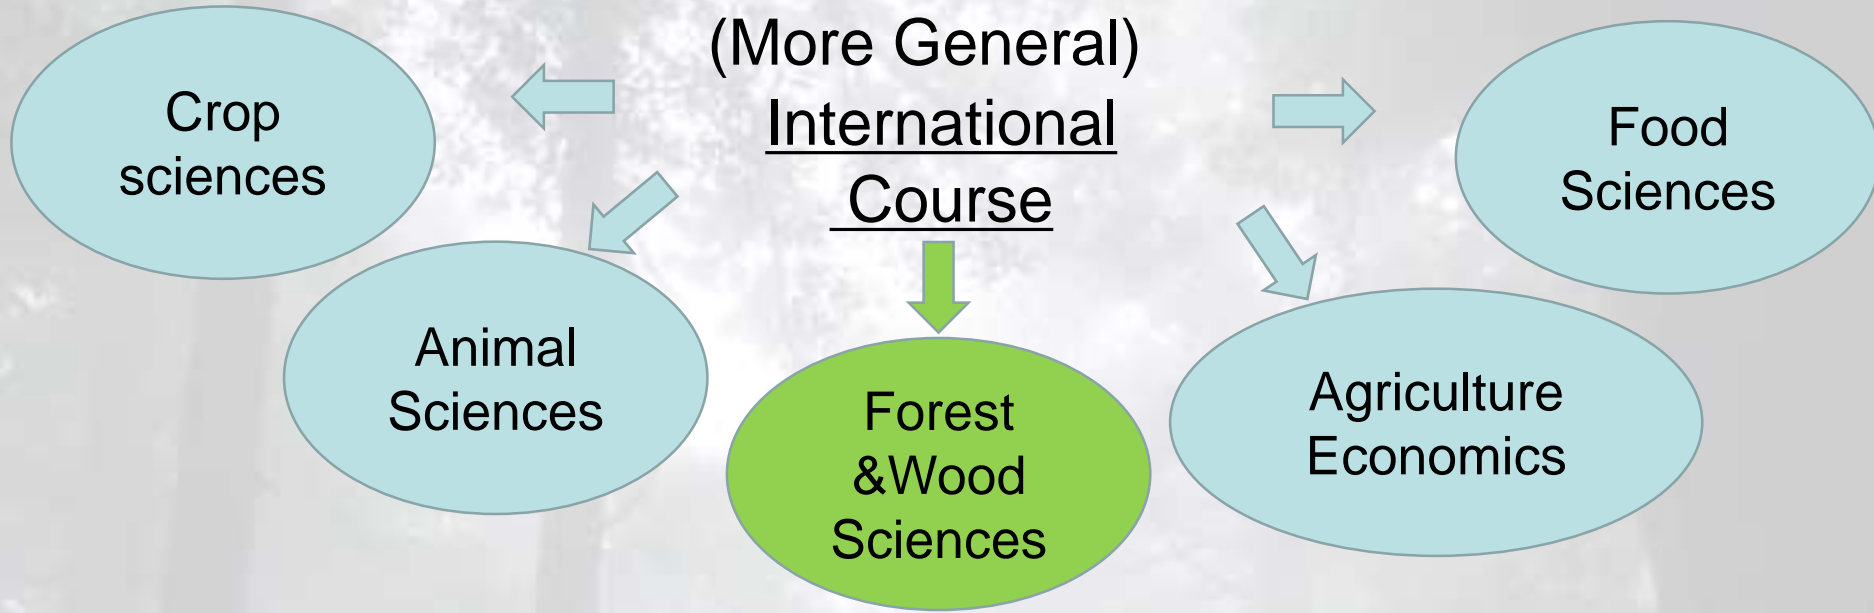 (More General)
International
Course
Crop
sciences
Animal
Sciences
Forest
&Wood
Sciences
Agriculture
Economics
Food
Sciences